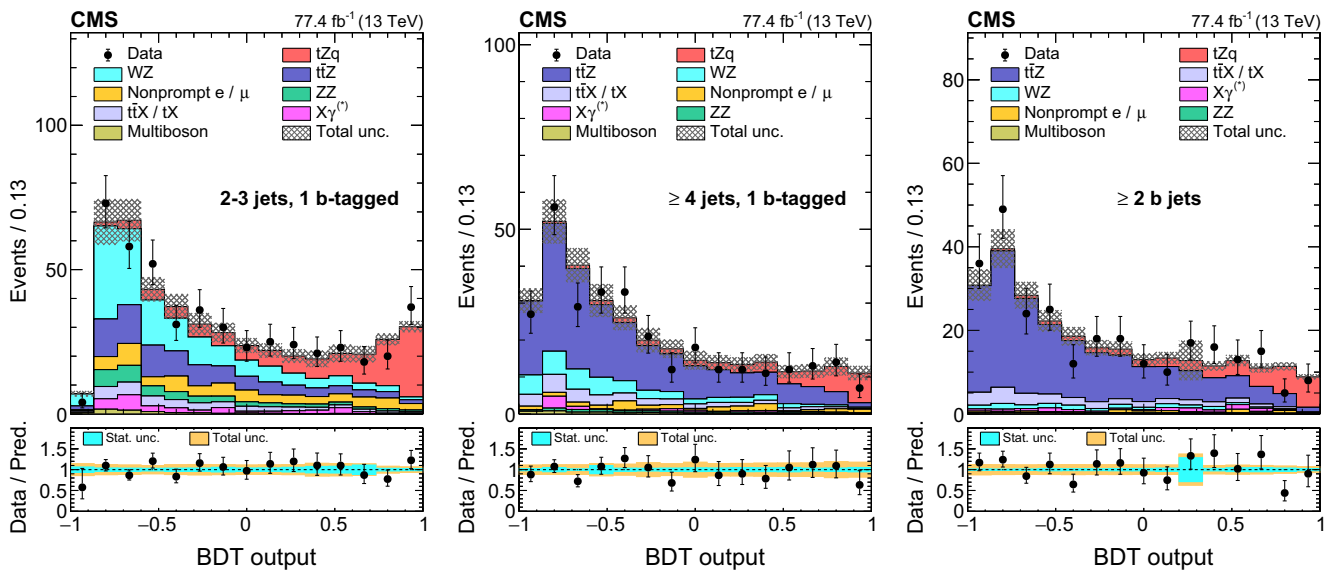 CMS 77.4 fb⁻¹ (13 TeV)
Events / 0.13
100
50
0
Data tZq
WZ tt̄Z
Nonprompt e / μ ZZ
tt̄X / tX Xγ(*)
Multiboson Total unc.
2-3 jets, 1 b-tagged
Data / Pred.
1.5
1
0.5
0
Stat. unc. Total unc.
−1 −0.5 0 0.5 1
BDT output
CMS 77.4 fb⁻¹ (13 TeV)
Events / 0.13
100
50
0
Data tZq
tt̄Z WZ
tt̄X / tX Nonprompt e / μ
Xγ(*) ZZ
Multiboson Total unc.
≥ 4 jets, 1 b-tagged
Data / Pred.
1.5
1
0.5
0
Stat. unc. Total unc.
−1 −0.5 0 0.5 1
BDT output
CMS 77.4 fb⁻¹ (13 TeV)
Events / 0.13
80
60
40
20
0
Data tZq
tt̄Z tt̄X / tX
WZ Xγ(*)
Nonprompt e / μ ZZ
Multiboson Total unc.
≥ 2 b jets
Data / Pred.
1.5
1
0.5
0
Stat. unc. Total unc.
−1 −0.5 0 0.5 1
BDT output